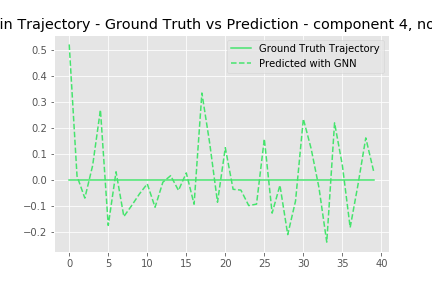 in Trajectory - Ground Truth vs Prediction - component 4, no
Ground Truth Trajectory
Predicted with GNN
0.5
0.4
0.3
0.2
0.1
0.0
−0.1
−0.2
0 5 10 15 20 25 30 35 40